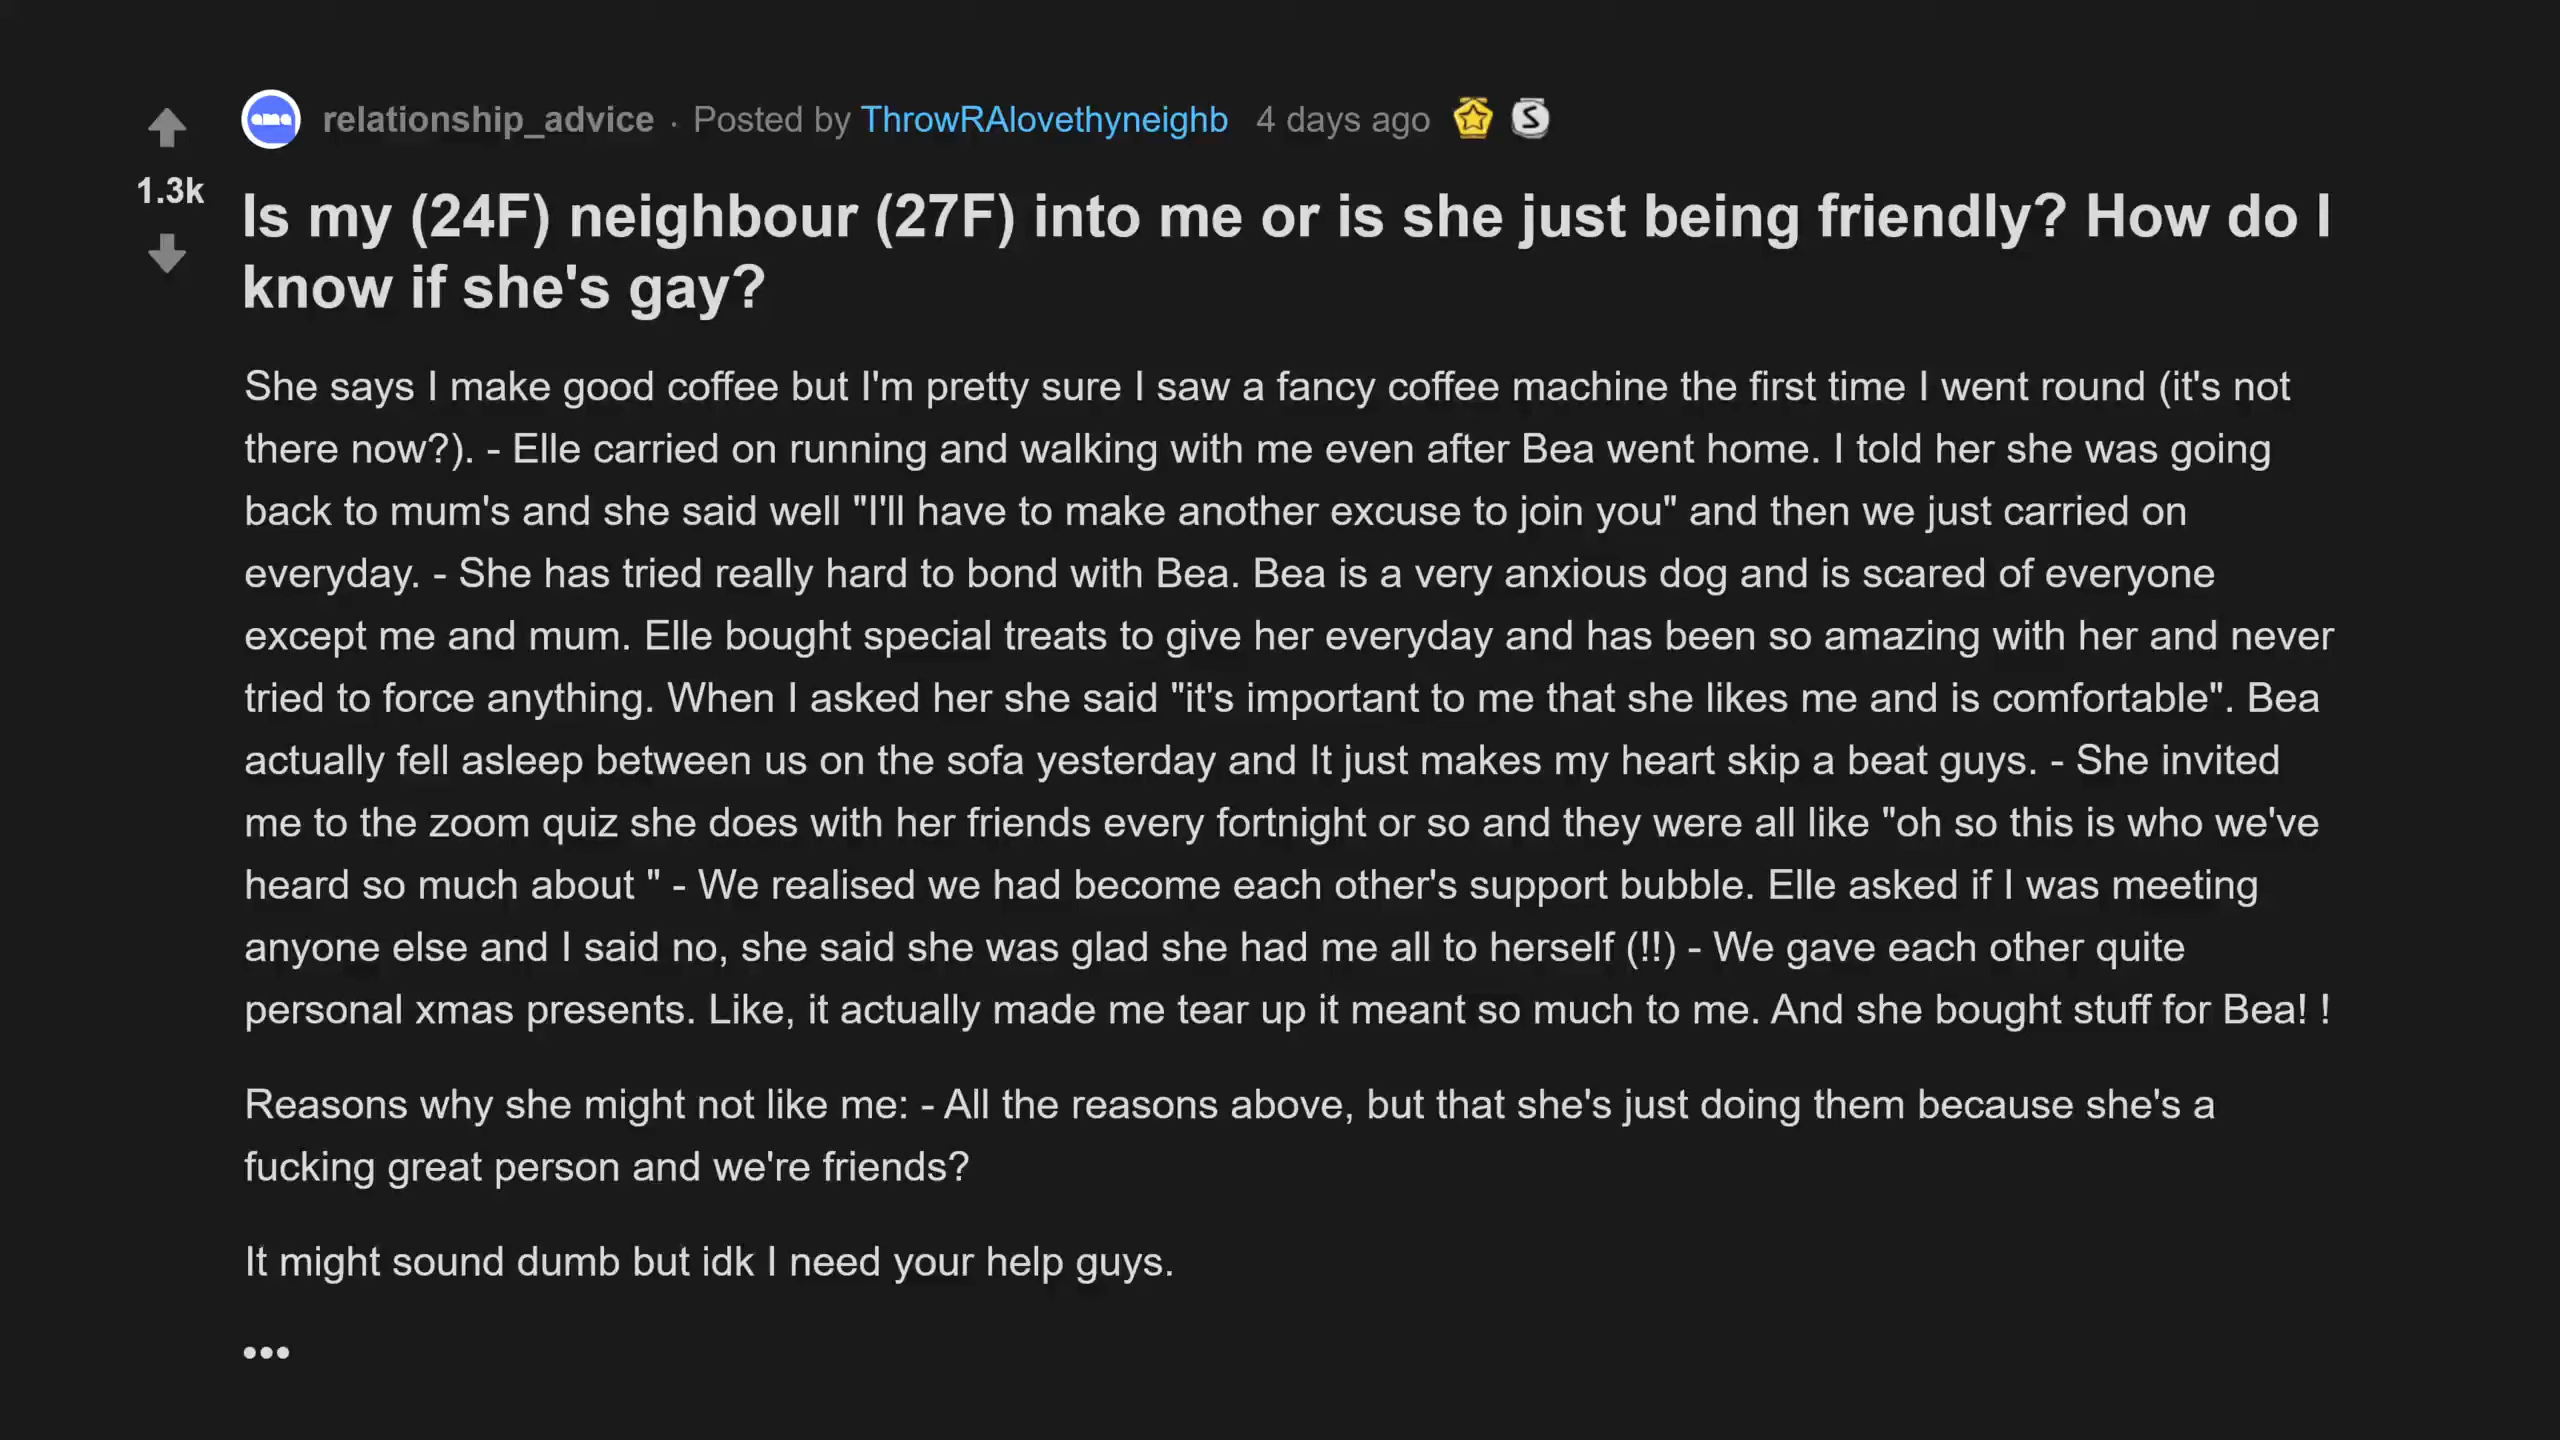 relationship_advice · Posted by ThrowRAlovethyneighb 4 days ago
1.3k
Is my (24F) neighbour (27F) into me or is she just being friendly? How do I
know if she's gay?
She says I make good coffee but I'm pretty sure I saw a fancy coffee machine the first time I went round (it's not
there now?). - Elle carried on running and walking with me even after Bea went home. I told her she was going
back to mum's and she said well "I'll have to make another excuse to join you" and then we just carried on
everyday. - She has tried really hard to bond with Bea. Bea is a very anxious dog and is scared of everyone
except me and mum. Elle bought special treats to give her everyday and has been so amazing with her and never
tried to force anything. When I asked her she said "it's important to me that she likes me and is comfortable". Bea
actually fell asleep between us on the sofa yesterday and It just makes my heart skip a beat guys. - She invited
me to the zoom quiz she does with her friends every fortnight or so and they were all like "oh so this is who we've
heard so much about " - We realised we had become each other's support bubble. Elle asked if I was meeting
anyone else and I said no, she said she was glad she had me all to herself (!!) - We gave each other quite
personal xmas presents. Like, it actually made me tear up it meant so much to me. And she bought stuff for Bea! !
Reasons why she might not like me: - All the reasons above, but that she's just doing them because she's a
fucking great person and we're friends?
It might sound dumb but idk I need your help guys.
•••